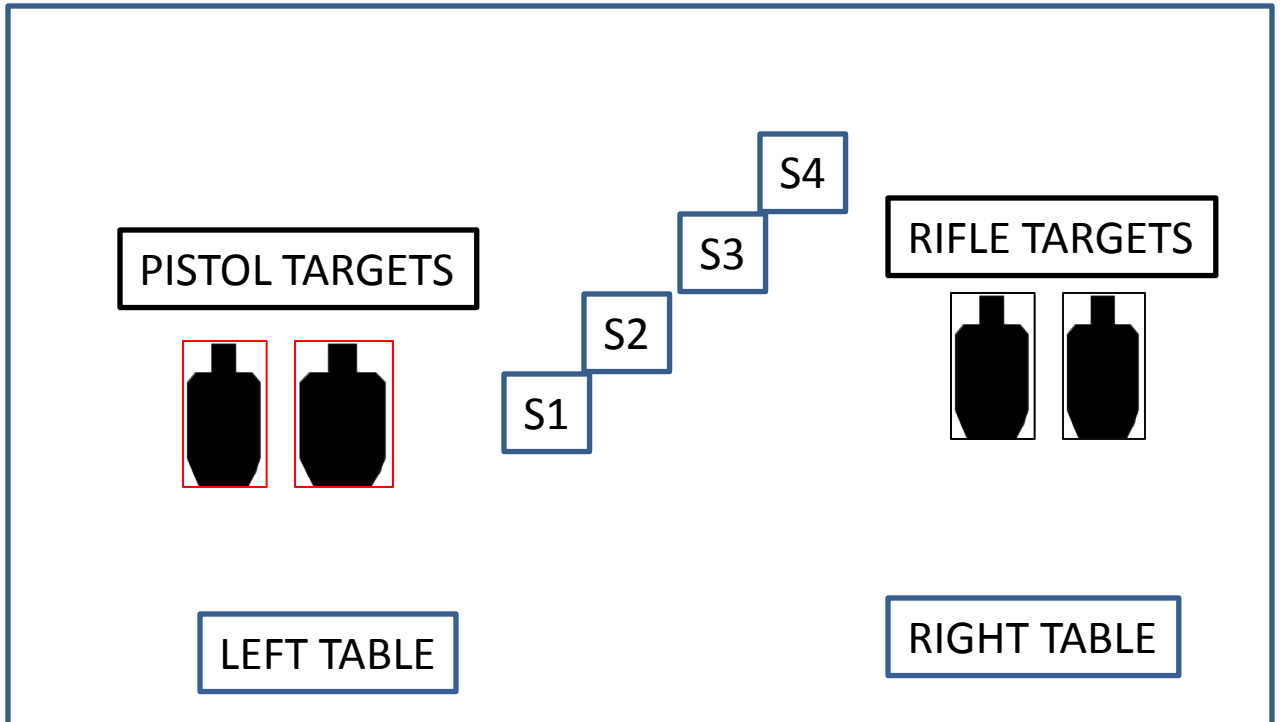 S4
RIFLE TARGETS
S3
PISTOL TARGETS
S2
S1
LEFT TABLE
RIGHT TABLE